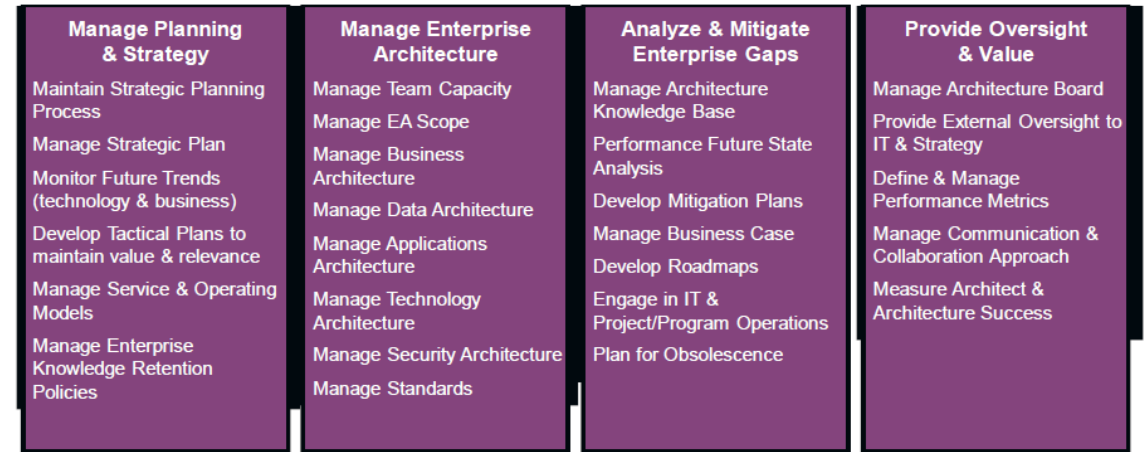 Manage Planning
& Strategy
Maintain Strategic Planning
Process
Manage Strategic Plan
Monitor Future Trends
(technology & business)
Develop Tactical Plans to
maintain value & relevance
Manage Service & Operating
Models
Manage Enterprise
Knowledge Retention
Policies
Manage Enterprise
Architecture
Manage Team Capacity
Manage EA Scope
Manage Business
Architecture
Manage Data Architecture
Manage Applications
Architecture
Manage Technology
Architecture
Manage Security Architecture
Manage Standards
Analyze & Mitigate
Enterprise Gaps
Manage Architecture
Knowledge Base
Performance Future State
Analysis
Develop Mitigation Plans
Manage Business Case
Develop Roadmaps
Engage in IT &
Project/Program Operations
Plan for Obsolescence
Provide Oversight
& Value
Manage Architecture Board
Provide External Oversight to
IT & Strategy
Define & Manage
Performance Metrics
Manage Communication &
Collaboration Approach
Measure Architect &
Architecture Success